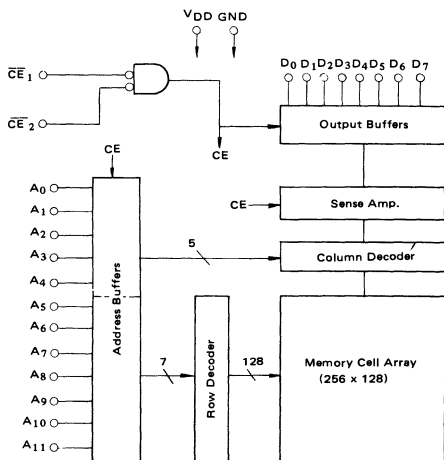 VDD GND
CE1
CE2
CE
D0 D1 D2 D3 D4 D5 D6 D7
Output Buffers
CE
CE
Sense Amp.
Column Decoder
5
Address Buffers
A0
A1
A2
A3
A4
A5
A6
A7
A8
A9
A10
A11
7
Row Decoder
128
Memory Cell Array
(256 x 128)